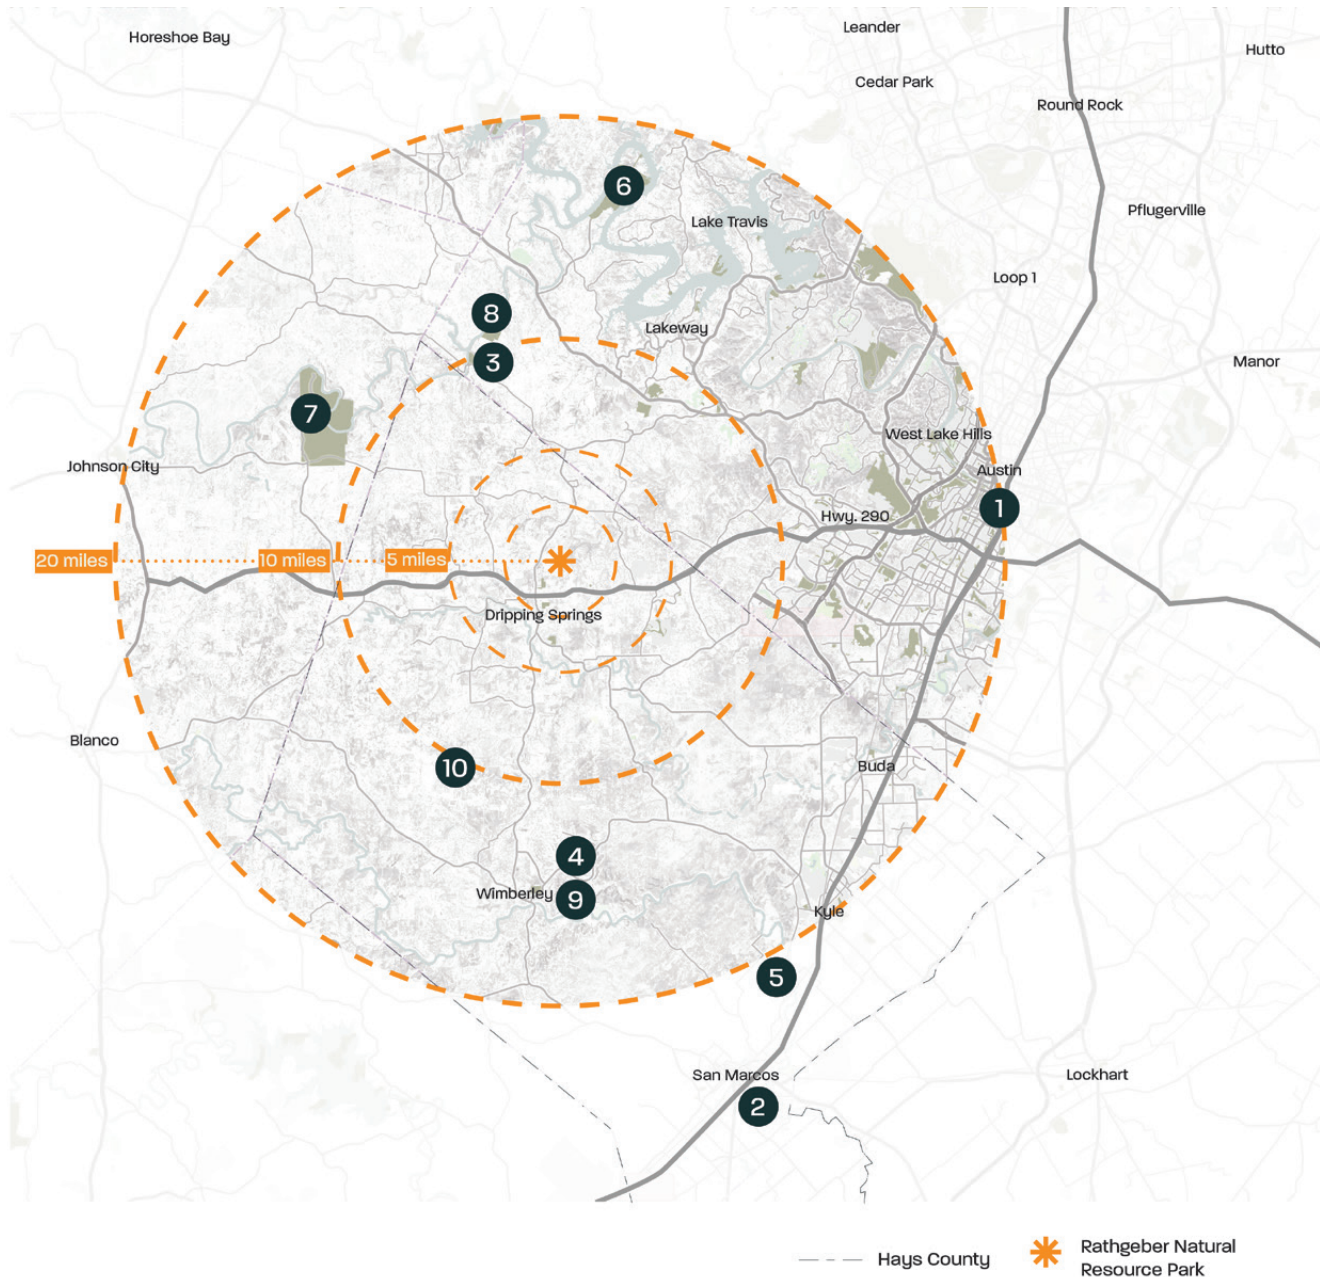 Leander
Horeshoe Bay
Hutto
Cedar Park
Round Rock
6
Pflugerville
Lake Travis
Loop 1
8
Lakeway
3
Manor
7
West Lake Hills
Johnson City
Austin
1
Hwy. 290
20 miles
10 miles
5 miles
Dripping Springs
Blanco
10
Buda
4
Wimberley
9
Kyle
5
San Marcos
Lockhart
2
Hays County
Rathgeber Natural
Resource Park